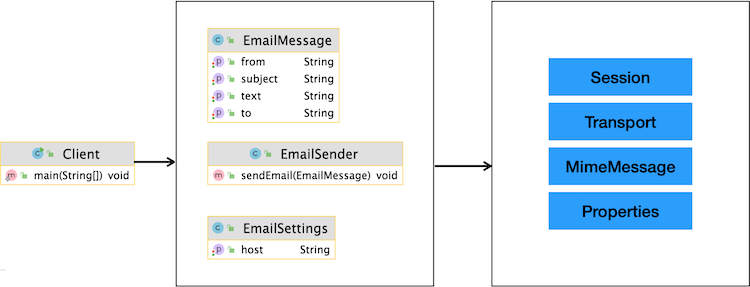 Client
main(String[]) void
EmailMessage
from String
subject String
text String
to String
EmailSender
sendEmail(EmailMessage) void
EmailSettings
host String
Session
Transport
MimeMessage
Properties